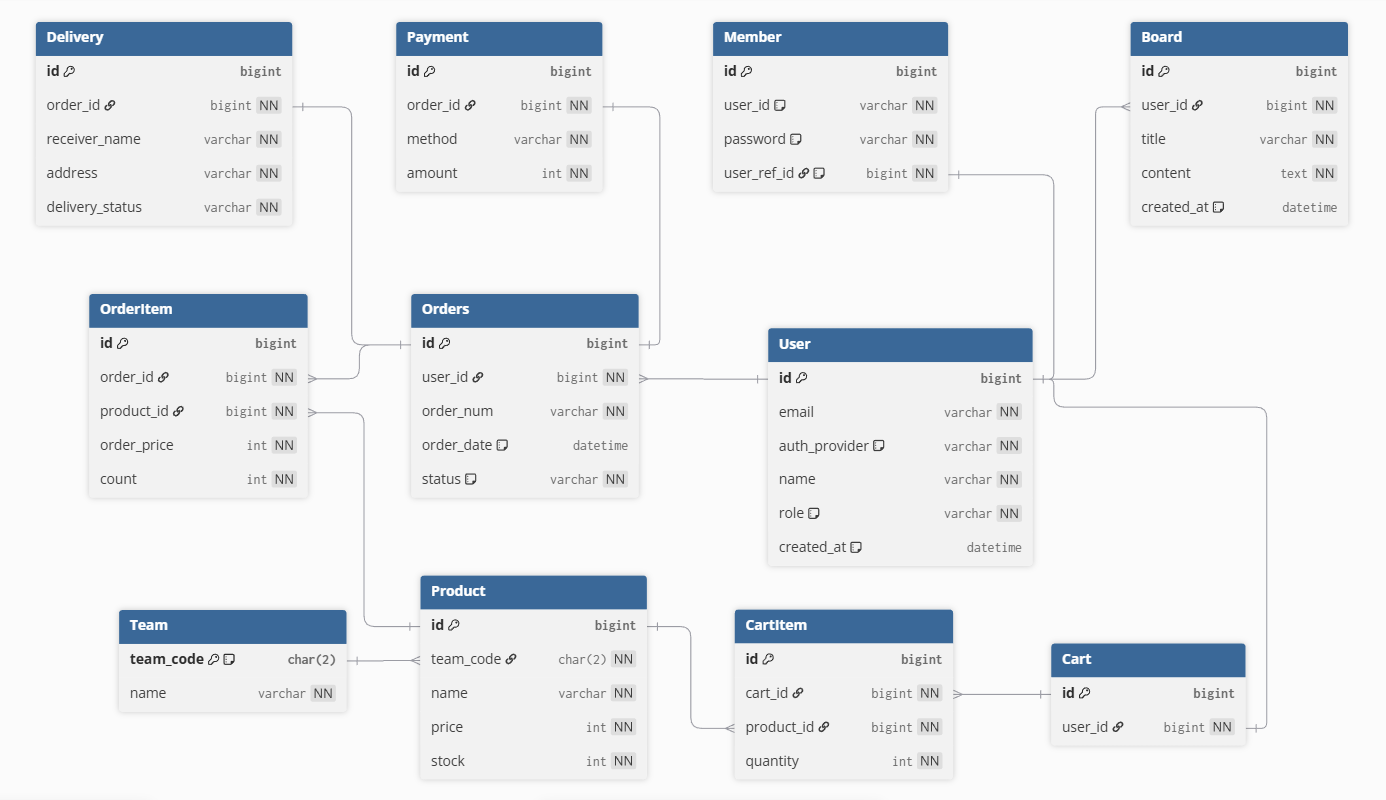 Delivery
id bigint
order_id bigint NN
receiver_name varchar NN
address varchar NN
delivery_status varchar NN
Payment
id bigint
order_id bigint NN
method varchar NN
amount int NN
Member
id bigint
user_id varchar NN
password varchar NN
user_ref_id bigint NN
Board
id bigint
user_id bigint NN
title varchar NN
content text NN
created_at datetime
OrderItem
id bigint
order_id bigint NN
product_id bigint NN
order_price int NN
count int NN
Orders
id bigint
user_id bigint NN
order_num varchar NN
order_date datetime
status varchar NN
User
id bigint
email varchar NN
auth_provider varchar NN
name varchar NN
role varchar NN
created_at datetime
Team
team_code char(2)
name varchar NN
Product
id bigint
team_code char(2) NN
name varchar NN
price int NN
stock int NN
CartItem
id bigint
cart_id bigint NN
product_id bigint NN
quantity int NN
Cart
id bigint
user_id bigint NN